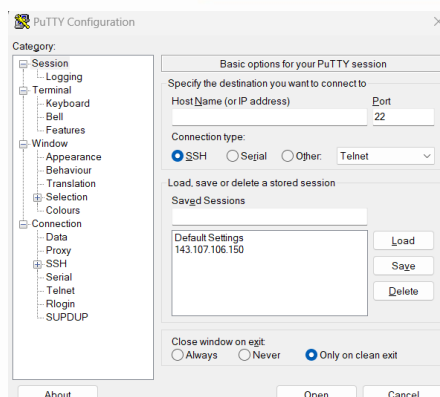 PuTTY Configuration
Category:
Session
Logging
Terminal
Keyboard
Bell
Features
Window
Appearance
Behaviour
Translation
Selection
Colours
Connection
Data
Proxy
SSH
Serial
Telnet
Rlogin
SUPDUP
Basic options for your PuTTY session
Specify the destination you want to connect to
Host Name (or IP address) Port
22
Connection type:
SSH Serial Other: Telnet
Load, save or delete a stored session
Saved Sessions
Default Settings
143.107.106.150
Load
Save
Delete
Close window on exit:
Always Never Only on clean exit
About Open Cancel